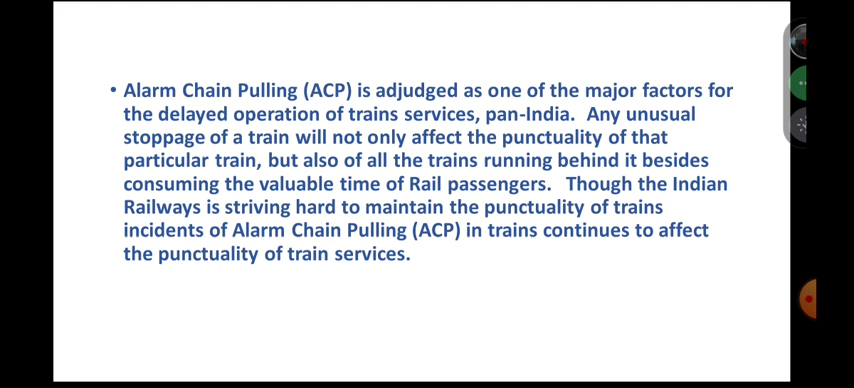 • Alarm Chain Pulling (ACP) is adjudged as one of the major factors for
the delayed operation of trains services, pan-India.  Any unusual
stoppage of a train will not only affect the punctuality of that
particular train, but also of all the trains running behind it besides
consuming the valuable time of Rail passengers.  Though the Indian
Railways is striving hard to maintain the punctuality of trains
incidents of Alarm Chain Pulling (ACP) in trains continues to affect
the punctuality of train services.